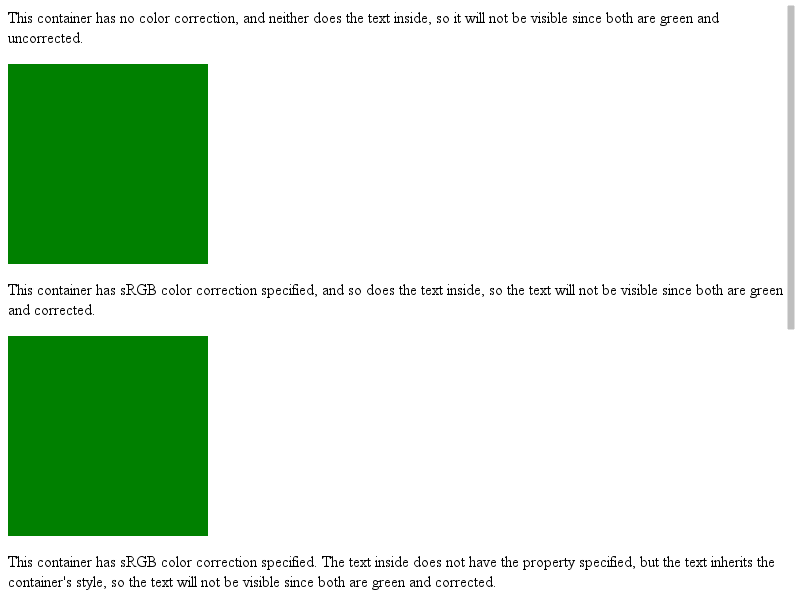 This container has no color correction, and neither does the text inside, so it will not be visible since both are green and
uncorrected.
This container has sRGB color correction specified, and so does the text inside, so the text will not be visible since both are green
and corrected.
This container has sRGB color correction specified. The text inside does not have the property specified, but the text inherits the
container's style, so the text will not be visible since both are green and corrected.